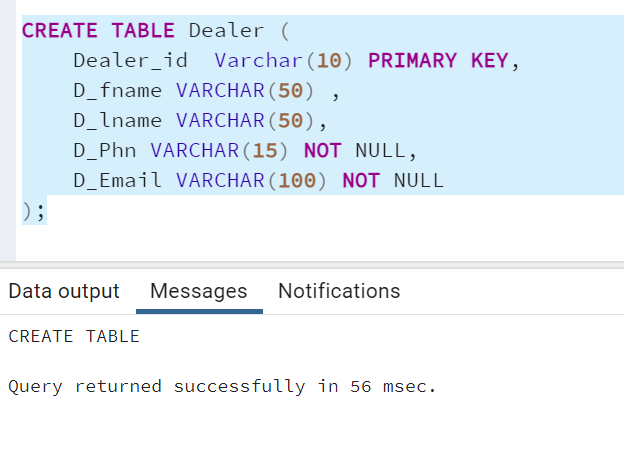 CREATE TABLE Dealer (
    Dealer_id  Varchar(10) PRIMARY KEY,
    D_fname VARCHAR(50) ,
    D_lname VARCHAR(50),
    D_Phn VARCHAR(15) NOT NULL,
    D_Email VARCHAR(100) NOT NULL
);
Data output Messages Notifications
CREATE TABLE
Query returned successfully in 56 msec.